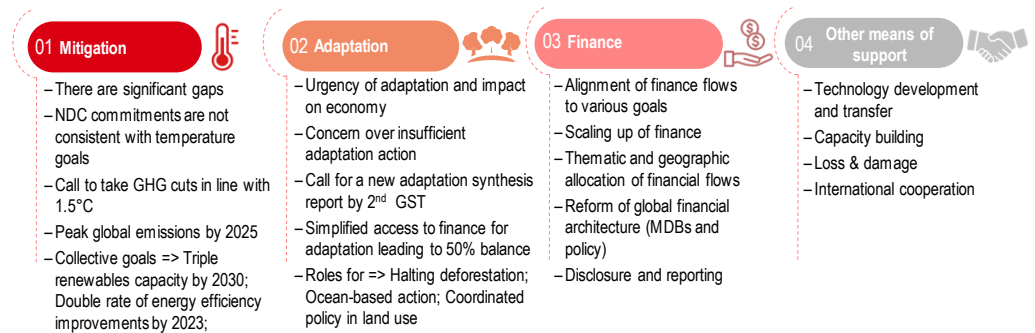 01 Mitigation
– There are significant gaps
– NDC commitments are not
consistent with temperature
goals
– Call to take GHG cuts in line with
1.5°C
– Peak global emissions by 2025
– Collective goals => Triple
renewables capacity by 2030;
Double rate of energy efficiency
improvements by 2023;
02 Adaptation
– Urgency of adaptation and impact
on economy
– Concern over insufficient
adaptation action
– Call for a new adaptation synthesis
report by 2nd GST
– Simplified access to finance for
adaptation leading to 50% balance
– Roles for => Halting deforestation;
Ocean-based action; Coordinated
policy in land use
03 Finance
– Alignment of finance flows
to various goals
– Scaling up of finance
– Thematic and geographic
allocation of financial flows
– Reform of global financial
architecture (MDBs and
policy)
– Disclosure and reporting
04 Other means of
support
– Technology development
and transfer
– Capacity building
– Loss & damage
– International cooperation